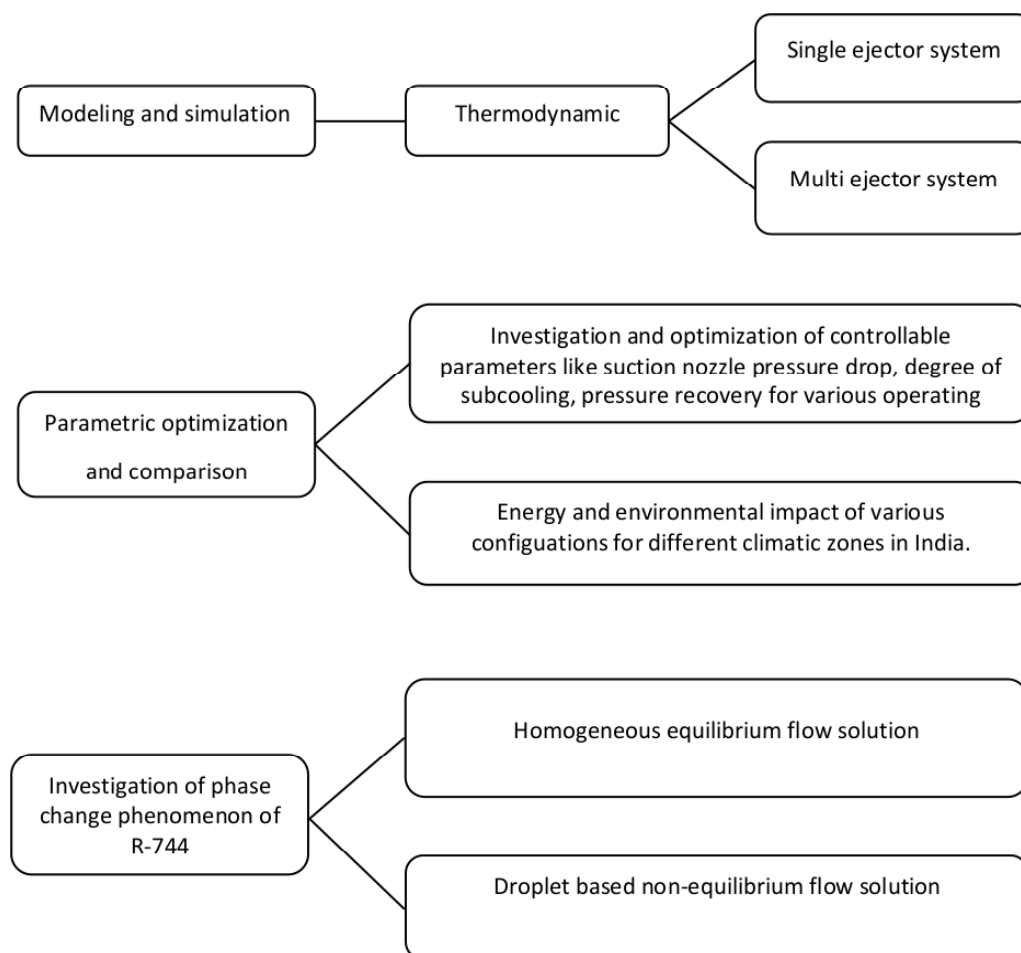 Single ejector system
Modeling and simulation
Thermodynamic
Multi ejector system
Investigation and optimization of controllable
parameters like suction nozzle pressure drop, degree of
subcooling, pressure recovery for various operating
Parametric optimization
and comparison
Energy and environmental impact of various
configuations for different climatic zones in India.
Homogeneous equilibrium flow solution
Investigation of phase
change phenomenon of
R-744
Droplet based non-equilibrium flow solution